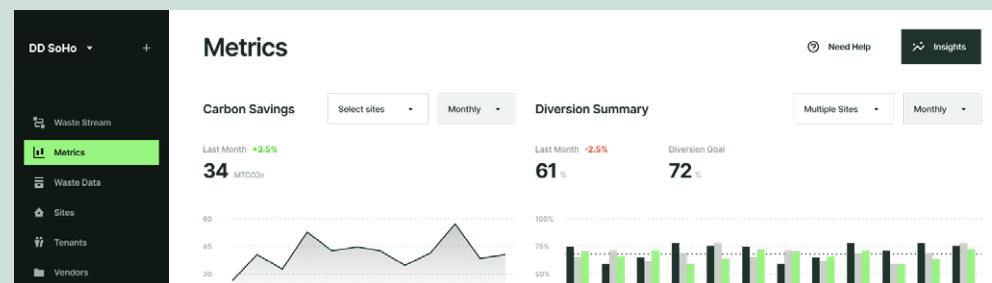 DD SoHo
+
Waste Stream
Metrics
Waste Data
Sites
Tenants
Vendors
Metrics
Need Help
Insights
Carbon Savings
Select sites
Monthly
Last Month +3.5%
34 MTCO2e
60
45
30
Diversion Summary
Multiple Sites
Monthly
Last Month -2.5%
61 %
Diversion Goal
72 %
100%
75%
50%